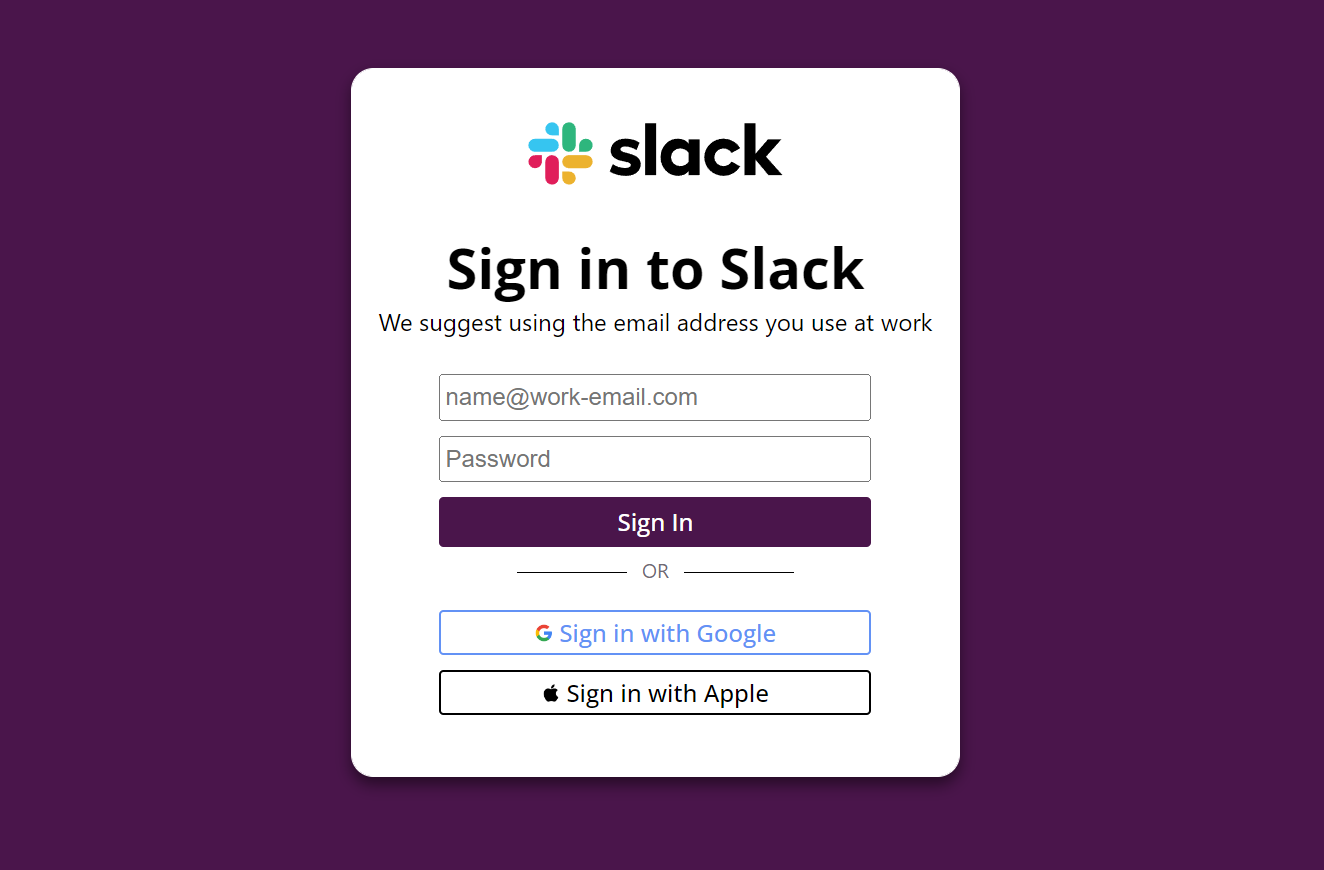 slack
Sign in to Slack
We suggest using the email address you use at work
name@work-email.com
Password
Sign In
OR
Sign in with Google
Sign in with Apple